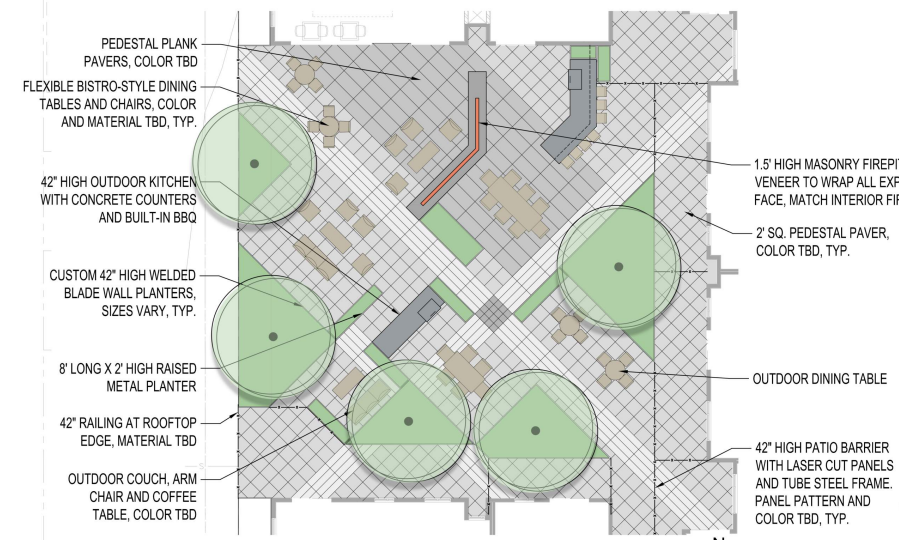 PEDESTAL PLANK
PAVERS, COLOR TBD
FLEXIBLE BISTRO-STYLE DINING
TABLES AND CHAIRS, COLOR
AND MATERIAL TBD, TYP.
42" HIGH OUTDOOR KITCHEN
WITH CONCRETE COUNTERS
AND BUILT-IN BBQ
CUSTOM 42" HIGH WELDED
BLADE WALL PLANTERS,
SIZES VARY, TYP.
8' LONG X 2' HIGH RAISED
METAL PLANTER
42" RAILING AT ROOFTOP
EDGE, MATERIAL TBD
OUTDOOR COUCH, ARM
CHAIR AND COFFEE
TABLE, COLOR TBD
1.5' HIGH MASONRY
VENEER TO WRAP ALL
FACE, MATCH INTERIOR
2' SQ. PEDESTAL PAVER,
COLOR TBD, TYP.
OUTDOOR DINING TABLE
42" HIGH PATIO BARRIER
WITH LASER CUT PANELS
AND TUBE STEEL FRAME.
PANEL PATTERN AND
COLOR TBD, TYP.